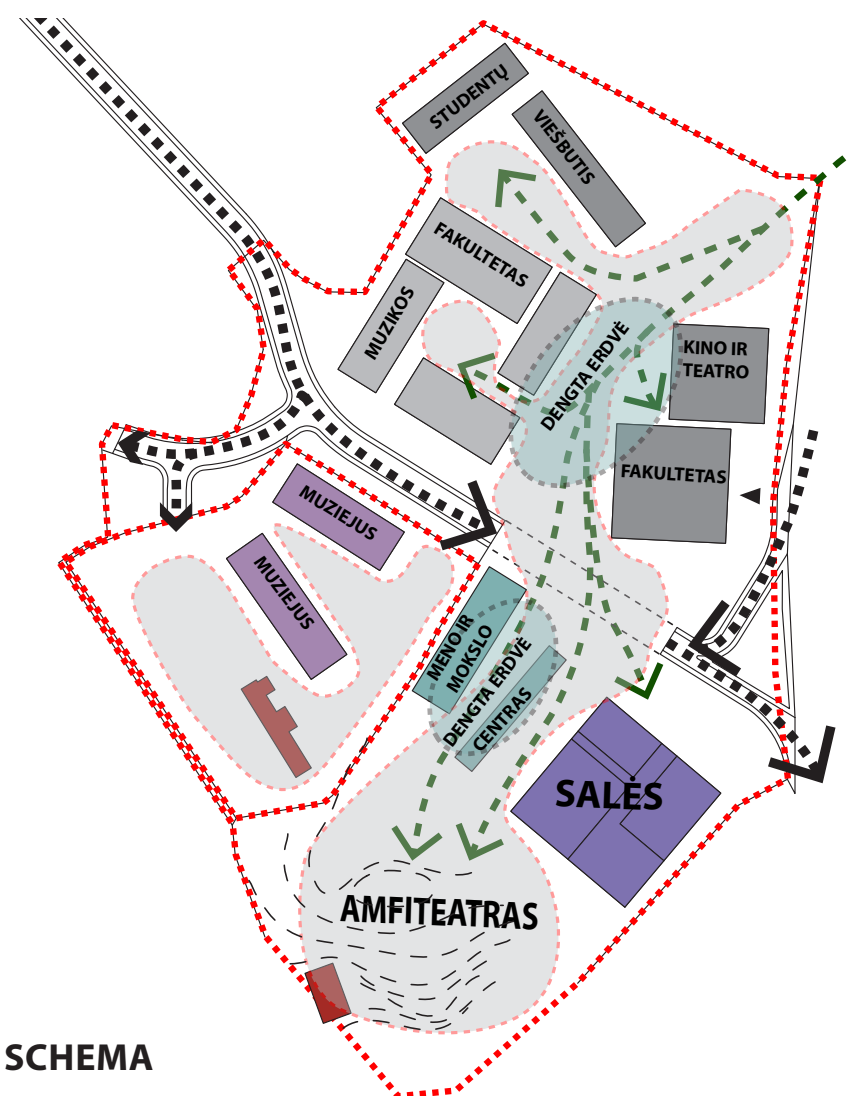 STUDENTŲ
VIEŠBUTIS
FAKULTETAS
MUZIKOS
DENGTA ERDVĖ
KINO IR
TEATRO
FAKULTETAS
MUZIEJUS
MUZIEJUS
MENO IR
MOKSLO
DENGTA ERDVĖ
CENTRAS
SALĖS
AMFITEATRAS
SCHEMA